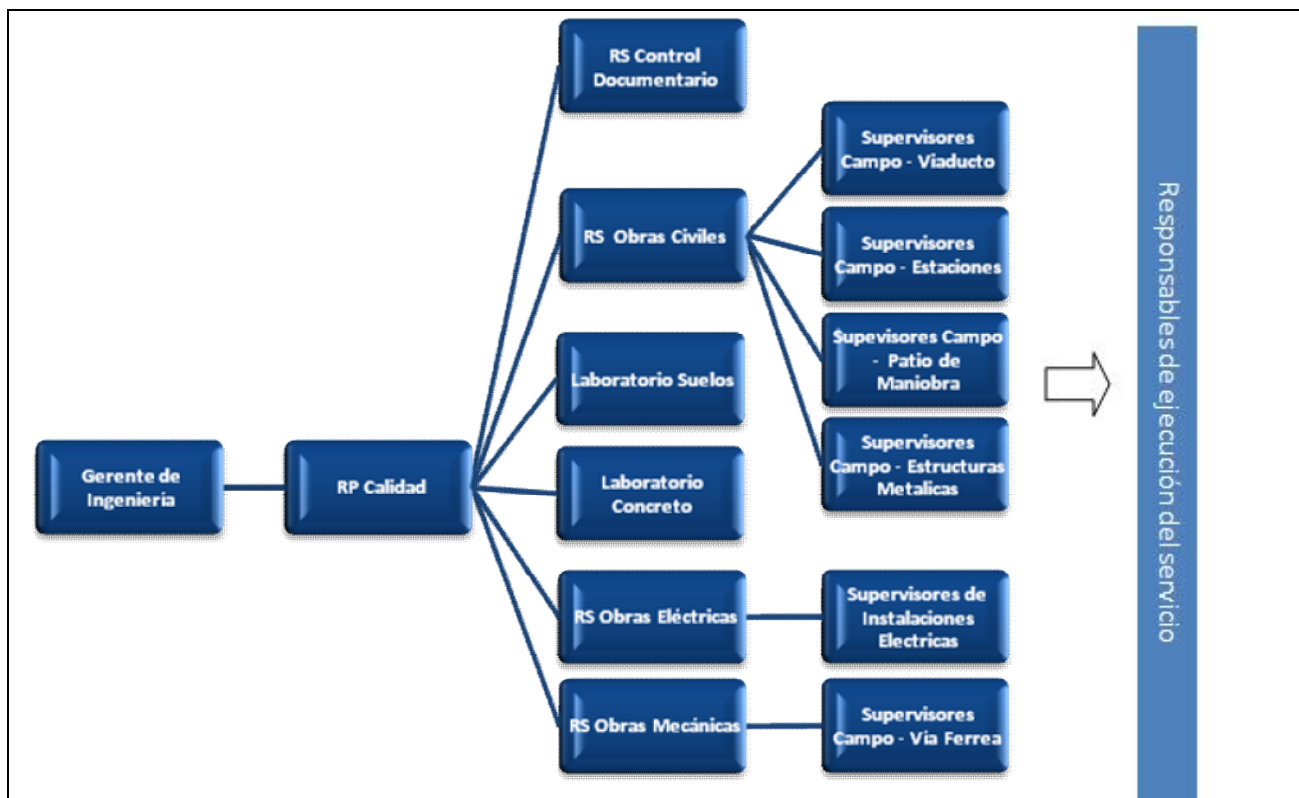 RS Control
Documentario
Supervisores
Campo - Viaducto
RS Obras Civiles
Supervisores
Campo - Estaciones
Supevisores Campo
- Patio de
Maniobra
Laboratorio Suelos
Supervisores
Campo - Estructuras
Metalicas
Gerente de
Ingeniería
RP Calidad
Laboratorio
Concreto
RS Obras Eléctricas
Supervisores de
Instalaciones
Electricas
RS Obras Mecánicas
Supervisores
Campo - Vía Ferrea
Responsables de ejecución del servicio